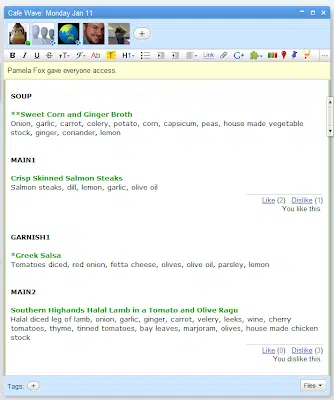 Cafe Wave: Monday Jan 11
B I U S T▾ Tt▾ A▾ H1▾ Link
Pamela Fox gave everyone access.
SOUP
**Sweet Corn and Ginger Broth
Onion, garlic, carrot, celery, potato, corn, capsicum, peas, house made vegetable
stock, ginger, coriander, lemon
MAIN1
Crisp Skinned Salmon Steaks
Salmon steaks, dill, lemon, garlic, olive oil
Like (2) Dislike (1)
You like this.
GARNISH1
*Greek Salsa
Tomatoes diced, red onion, fetta cheese, olives, olive oil, parsley, lemon
MAIN2
Southern Highands Halal Lamb in a Tomato and Olive Ragu
Halal diced leg of lamb, onion, garlic, ginger, carrot, velery, leeks, wine, cherry
tomatoes, thyme, tinned tomatoes, bay leaves, marjoram, olives, house made chicken
stock
Like (0) Dislike (3)
You dislike this.
Tags: Files